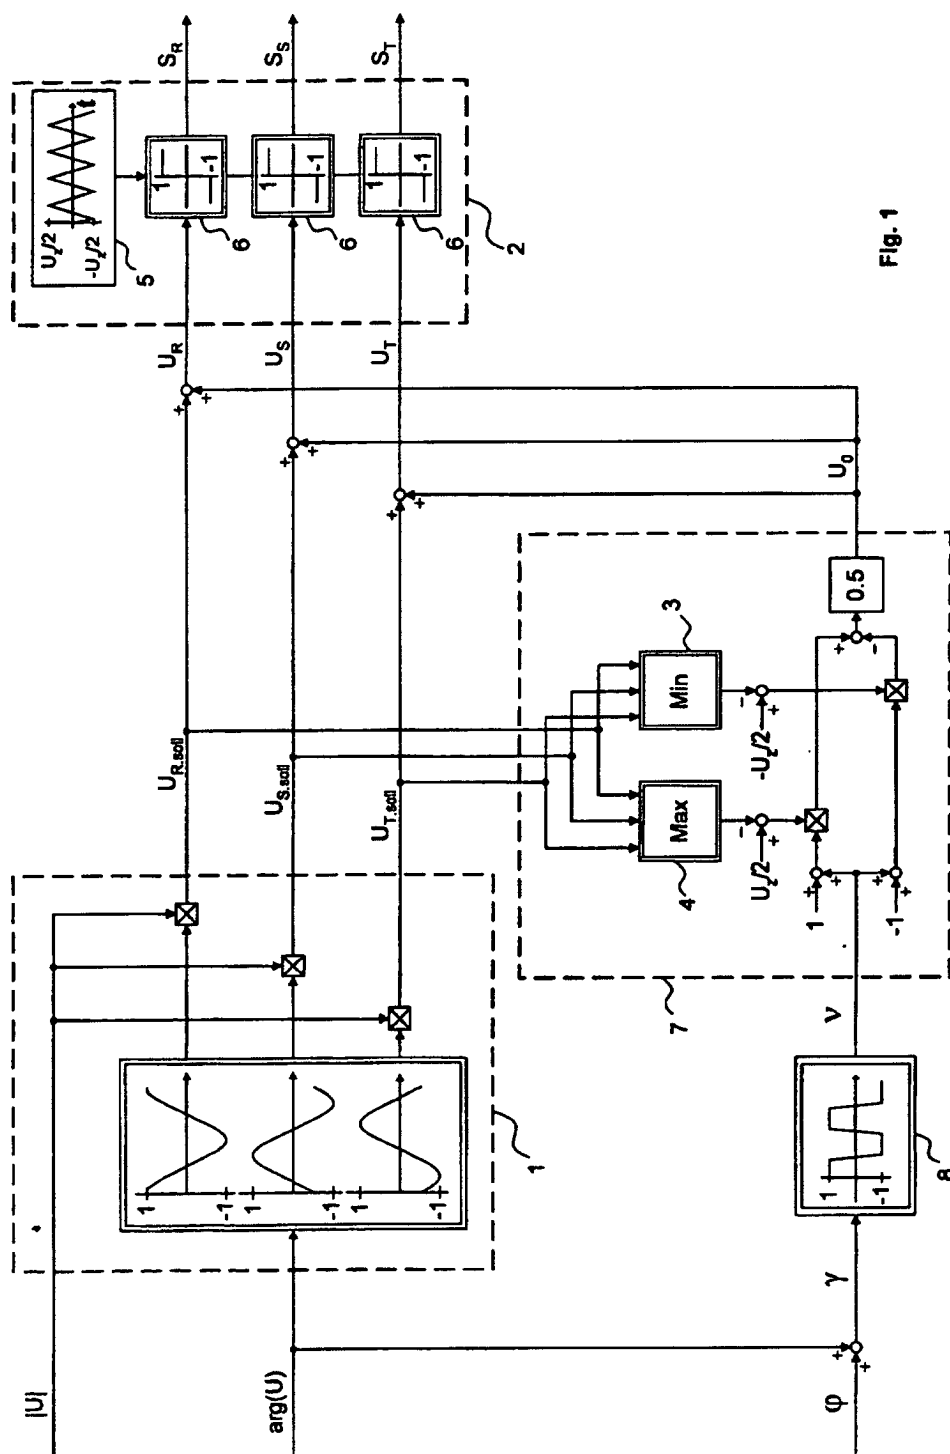 |U|
arg(U)
φ
γ
ν
1
-1
1
-1
1
-1
1
1
-1
8
U_R.soll
U_S.soll
U_T.soll
Max
4
Min
3
U_z/2
-U_z/2
1
-1
+
+
+
+
+
+
-
+
-
+
+
-
0.5
7
U_0
+
+
+
+
+
+
U_R
U_S
U_T
U_z/2
-U_z/2
t
5
1
-1
6
1
-1
6
1
-1
6
2
S_R
S_S
S_T
Fig. 1